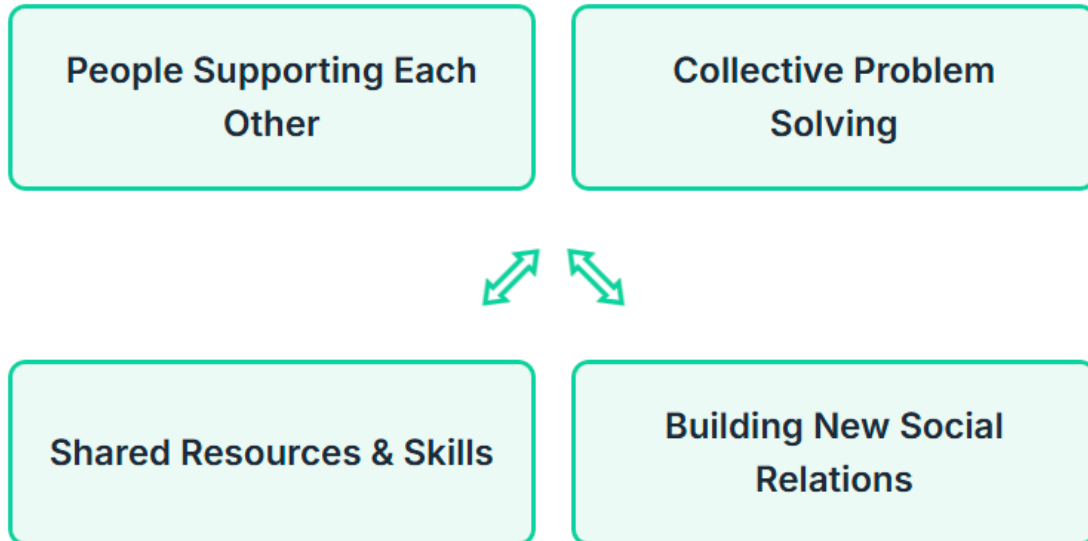 People Supporting Each
Other
Collective Problem
Solving
Shared Resources & Skills
Building New Social
Relations